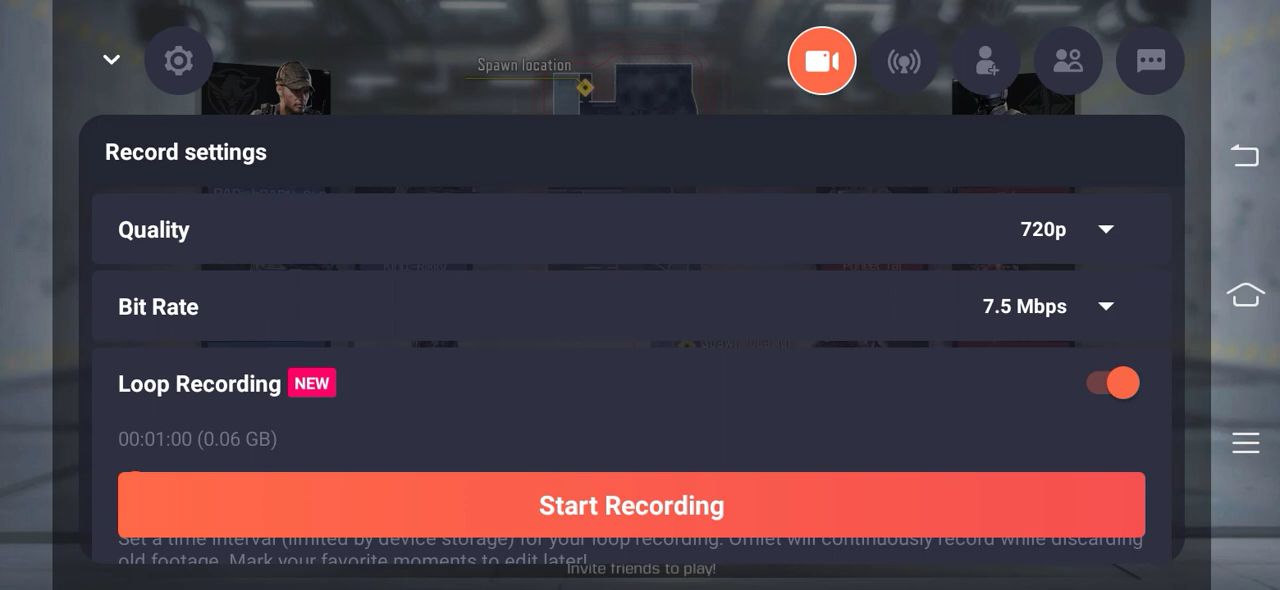 Spawn location
Record settings
Quality
720p
Bit Rate
7.5 Mbps
Loop Recording NEW
00:01:00 (0.06 GB)
Start Recording
Set a time interval (limited by device storage) for your loop recording. Omlet will continuously record while discarding
old footage. Mark your favorite moments to edit later!
Invite friends to play!